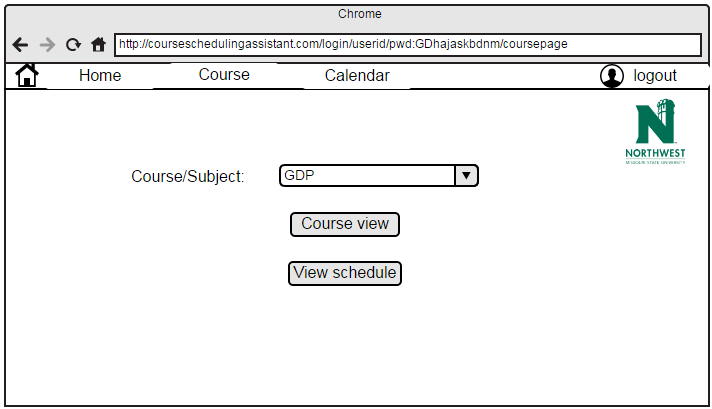 Chrome
http://courseschedulingassistant.com/login/userid/pwd:GDhajaskbdnm/coursepage
Home
Course
Calendar
logout
N
NORTHWEST
MISSOURI STATE UNIVERSITY
Course/Subject:
GDP
Course view
View schedule